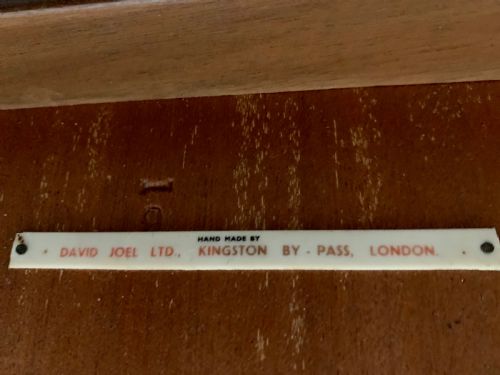 HAND MADE BY
· DAVID JOEL LTD., KINGSTON BY - PASS, LONDON. ·